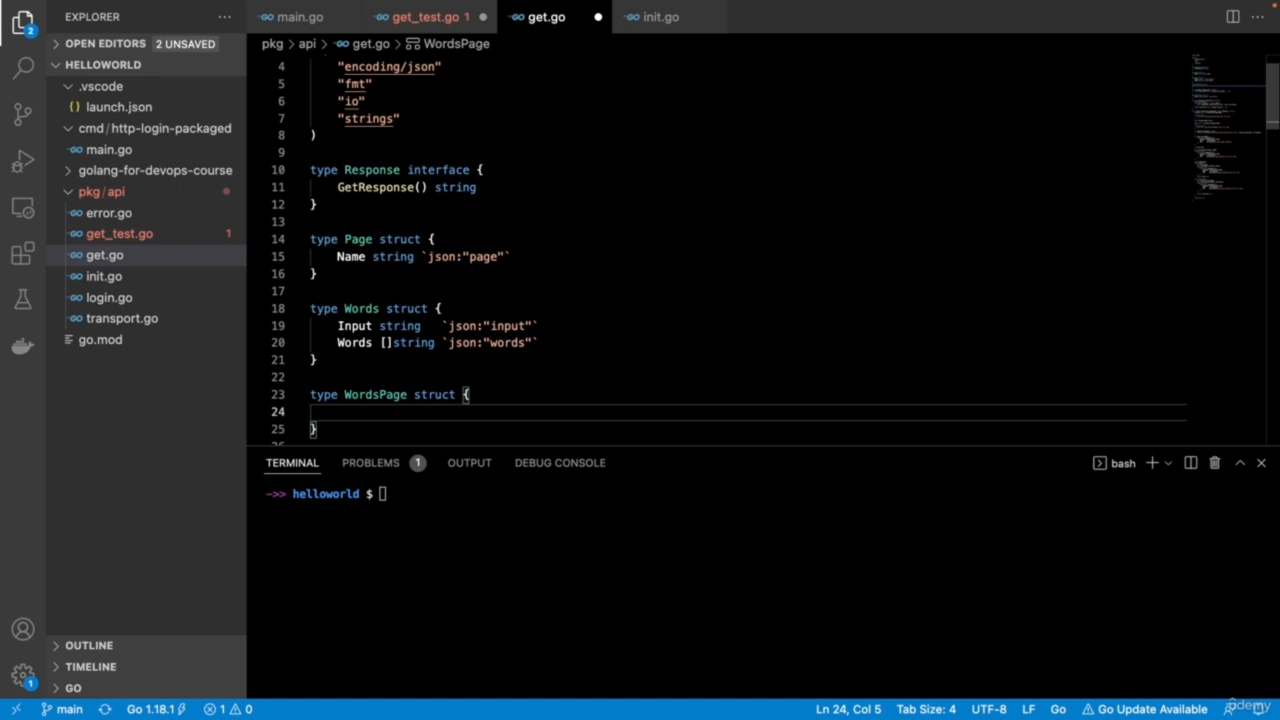 EXPLORER
main.go
get_test.go 1
get.go
init.go
OPEN EDITORS 2 UNSAVED
pkg > api > get.go > WordsPage
HELLOWORLD
.vscode
{} launch.json
cmd/http-login-packaged
main.go
golang-for-devops-course
pkg/api
error.go
get_test.go 1
get.go
init.go
login.go
transport.go
go.mod
4 "encoding/json"
5 "fmt"
6 "io"
7 "strings"
8 )
9
10 type Response interface {
11 GetResponse() string
12 }
13
14 type Page struct {
15 Name string `json:"page"`
16 }
17
18 type Words struct {
19 Input string `json:"input"`
20 Words []string `json:"words"`
21 }
22
23 type WordsPage struct {
24
25 }
TERMINAL PROBLEMS 1 OUTPUT DEBUG CONSOLE
bash
->> helloworld $
OUTLINE
TIMELINE
GO
2
1
main Go 1.18.1 1 0
Ln 24, Col 5 Tab Size: 4 UTF-8 LF Go Go Update Available
udemy